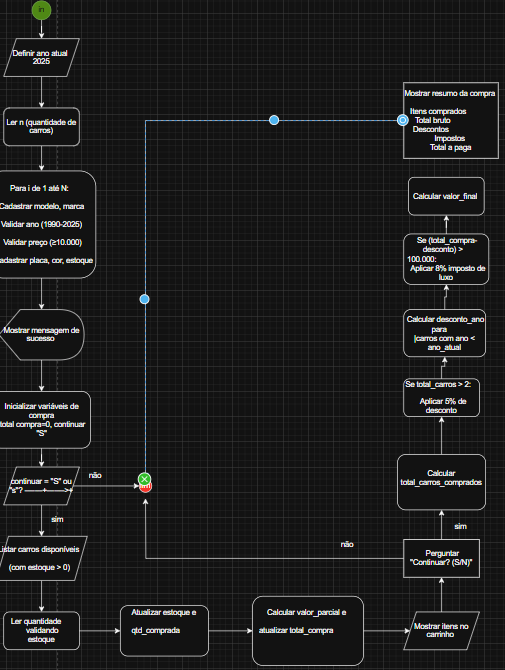 in
Definir ano atual
2025
Ler n (quantidade de
carros)
Para i de 1 até N:
Cadastrar modelo, marca
Validar ano (1990-2025)
Validar preço (≥10.000)
adastrar placa, cor, estoque
Mostrar mensagem de
sucesso
Inicializar variáveis de
compra
total compra=0, continuar
"S"
continuar = "S" ou
"s"?
não
sim
istar carros disponíveis
(com estoque > 0)
Ler quantidade
validando
estoque
Atualizar estoque e
qtd_comprada
Calcular valor_parcial e
atualizar total_compra
Mostrar itens no
carrinho
Perguntar
"Continue? (S/N)"
não
sim
Calcular
total_carros_comprados
Se total_carros > 2:
Aplicar 5% de
desconto
Calcular desconto_ano
para
|carros com ano <
ano_atual
Se (total_compra-
desconto) >
100.000:
Aplicar 8% imposto de
luxo
Calcular valor_final
Mostrar resumo da compra
Itens comprados
Total bruto
Descontos
Impostos
Total a paga